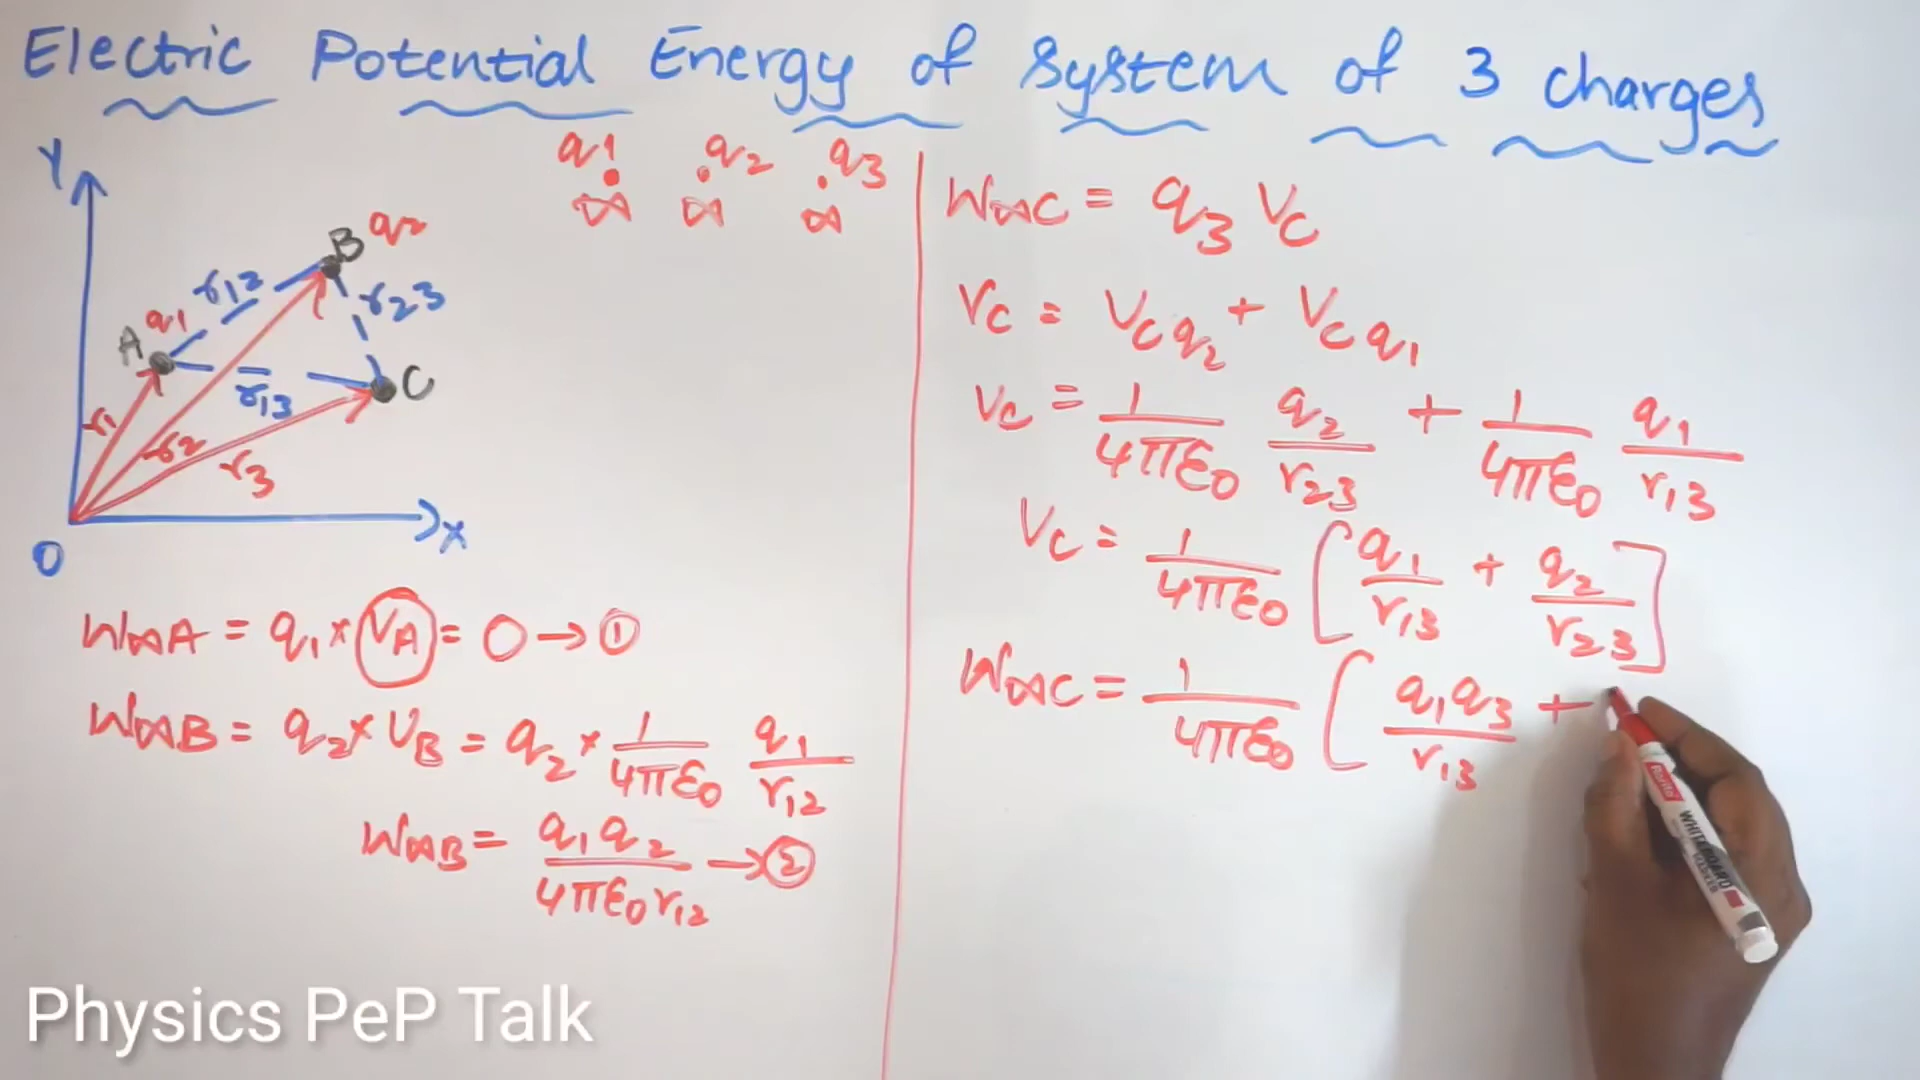 Electric Potential Energy of system of 3 charges
q1 q2 q3
∞ ∞ ∞
Y
B q2
r12
r23
A q1
r13
C
r1
r2
r3
X
O
W∞A = q1 × VA = 0 → ①
W∞B = q2 × VB = q2 × 1/4πε0 q1/r12
W∞B = q1q2/4πε0r12 → ②
W∞C = q3 VC
VC = VCq2 + VCq1
VC = 1/4πε0 q2/r23 + 1/4πε0 q1/r13
VC = 1/4πε0 [q1/r13 + q2/r23]
W∞C = 1/4πε0 [q1q3/r13 +
Physics PeP Talk
WHITEBOARD
MARKER